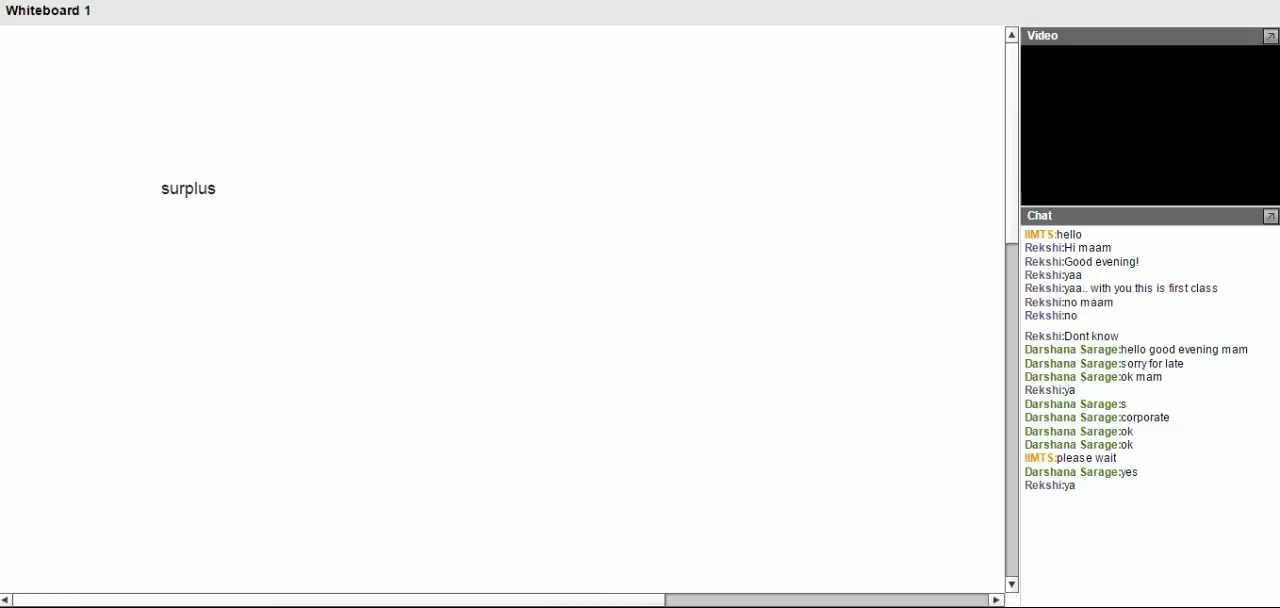 Whiteboard 1
surplus
Video
Chat
IIMTS:hello
Rekshi:Hi maam
Rekshi:Good evening!
Rekshi:yaa
Rekshi:yaa.. with you this is first class
Rekshi:no maam
Rekshi:no
Rekshi:Dont know
Darshana Sarage:hello good evening mam
Darshana Sarage:sorry for late
Darshana Sarage:ok mam
Rekshi:ya
Darshana Sarage:s
Darshana Sarage:corporate
Darshana Sarage:ok
Darshana Sarage:ok
IIMTS:please wait
Darshana Sarage:yes
Rekshi:ya